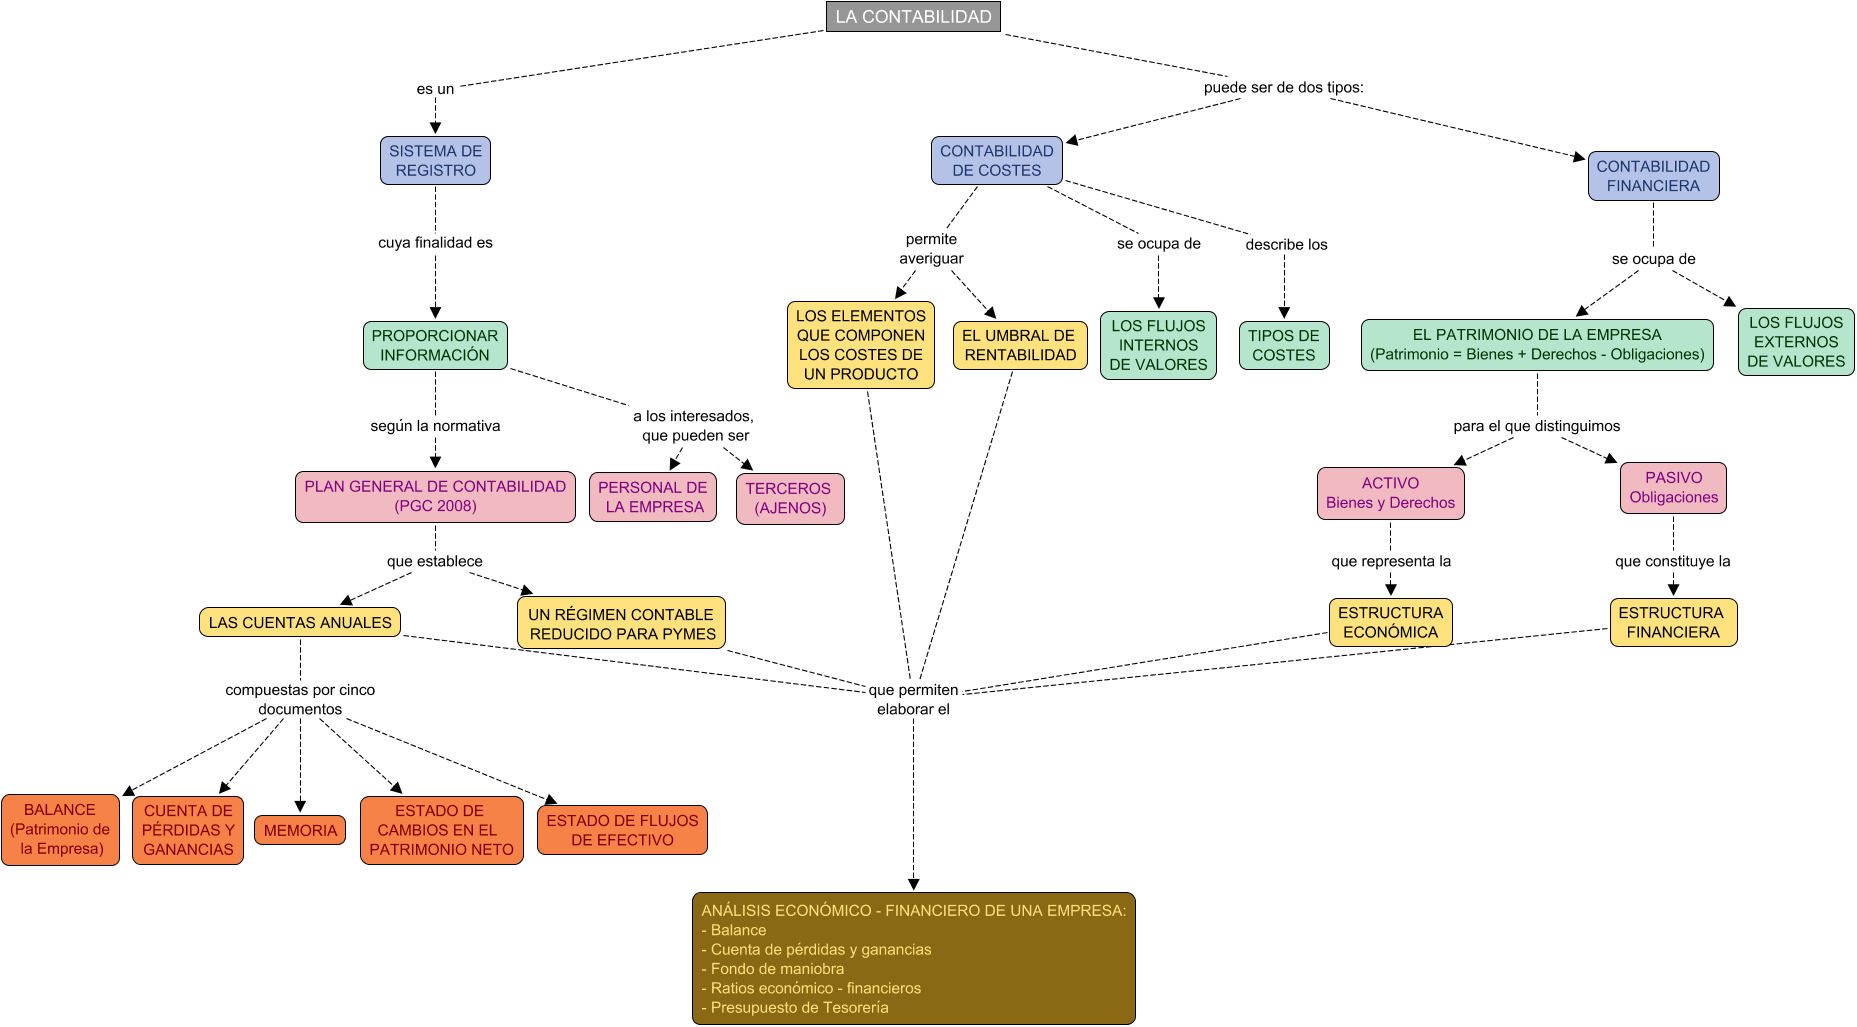 LA CONTABILIDAD
es un
puede ser de dos tipos:
SISTEMA DE
REGISTRO
CONTABILIDAD
DE COSTES
CONTABILIDAD
FINANCIERA
cuya finalidad es
permite
averiguar
se ocupa de
describe los
se ocupa de
PROPORCIONAR
INFORMACIÓN
LOS ELEMENTOS
QUE COMPONEN
LOS COSTES DE
UN PRODUCTO
EL UMBRAL DE
RENTABILIDAD
LOS FLUJOS
INTERNOS
DE VALORES
TIPOS DE
COSTES
EL PATRIMONIO DE LA EMPRESA
(Patrimonio = Bienes + Derechos - Obligaciones)
LOS FLUJOS
EXTERNOS
DE VALORES
según la normativa
a los interesados,
que pueden ser
para el que distinguimos
PLAN GENERAL DE CONTABILIDAD
(PGC 2008)
PERSONAL DE
LA EMPRESA
TERCEROS
(AJENOS)
ACTIVO
Bienes y Derechos
PASIVO
Obligaciones
que establece
que representa la
que constituye la
LAS CUENTAS ANUALES
UN RÉGIMEN CONTABLE
REDUCIDO PARA PYMES
ESTRUCTURA
ECONÓMICA
ESTRUCTURA
FINANCIERA
compuestas por cinco
documentos
que permiten
elaborar el
BALANCE
(Patrimonio de
la Empresa)
CUENTA DE
PÉRDIDAS Y
GANANCIAS
MEMORIA
ESTADO DE
CAMBIOS EN EL
PATRIMONIO NETO
ESTADO DE FLUJOS
DE EFECTIVO
ANÁLISIS ECONÓMICO - FINANCIERO DE UNA EMPRESA:
- Balance
- Cuenta de pérdidas y ganancias
- Fondo de maniobra
- Ratios económico - financieros
- Presupuesto de Tesorería